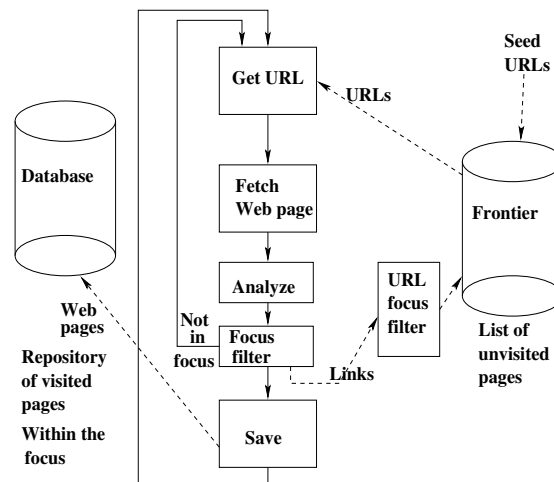 Seed
URLs
Get URL
URLs
Database
Fetch
Web page
Frontier
Analyze
URL
focus
filter
Web
pages
Not
in
focus
Focus
filter
Links
List of
unvisited
pages
Repository
of visited
pages
Within the
focus
Save